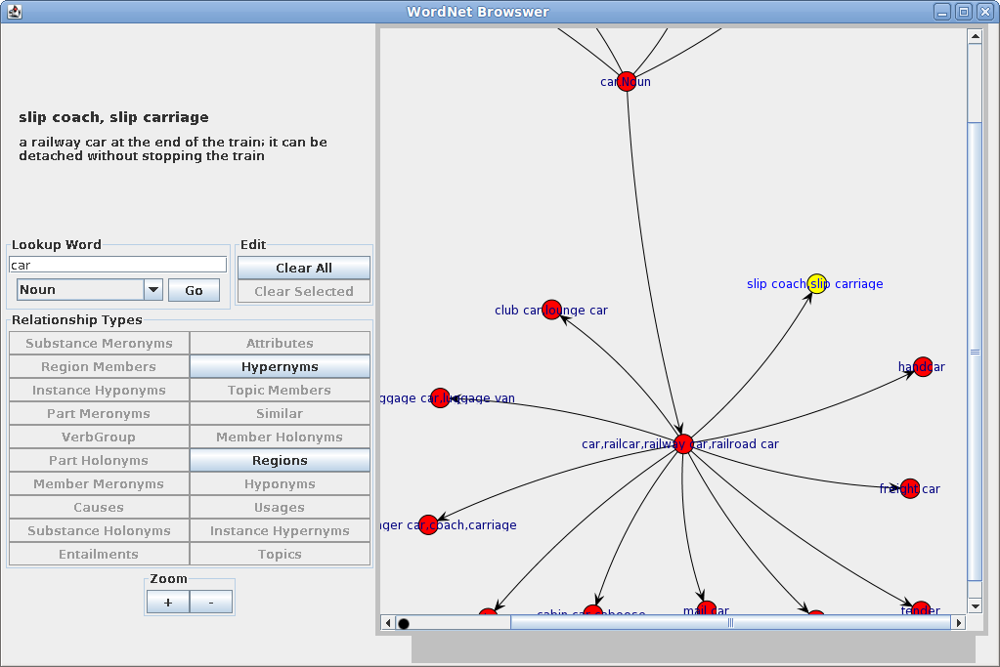 WordNet Browswer
slip coach, slip carriage
a railway car at the end of the train; it can be
detached without stopping the train
Lookup Word
car
Noun
Go
Edit
Clear All
Clear Selected
Relationship Types
Substance Meronyms
Attributes
Region Members
Hypernyms
Instance Hyponyms
Topic Members
Part Meronyms
Similar
VerbGroup
Member Holonyms
Part Holonyms
Regions
Member Meronyms
Hyponyms
Causes
Usages
Substance Holonyms
Instance Hypernyms
Entailments
Topics
Zoom
+
-
car Noun
slip coach,slip carriage
club car,lounge car
handcar
ggage car,luggage van
car,railcar,railway car,railroad car
freight car
ger car,coach,carriage
cabin car,caboose
mail car
tender